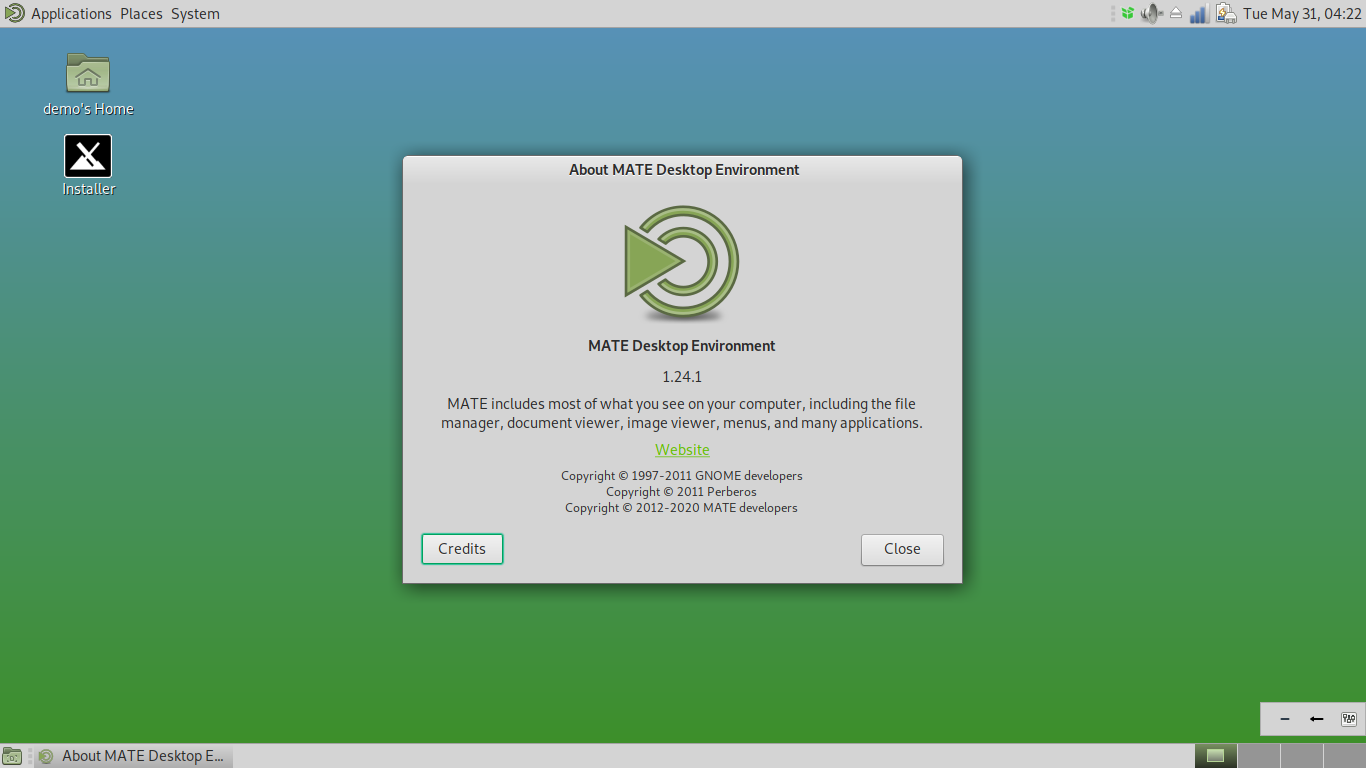 Applications Places System
Tue May 31, 04:22
demo's Home
Installer
About MATE Desktop Environment
MATE Desktop Environment
1.24.1
MATE includes most of what you see on your computer, including the file
manager, document viewer, image viewer, menus, and many applications.
Website
Copyright © 1997-2011 GNOME developers
Copyright © 2011 Perberos
Copyright © 2012-2020 MATE developers
Credits
Close
About MATE Desktop E...